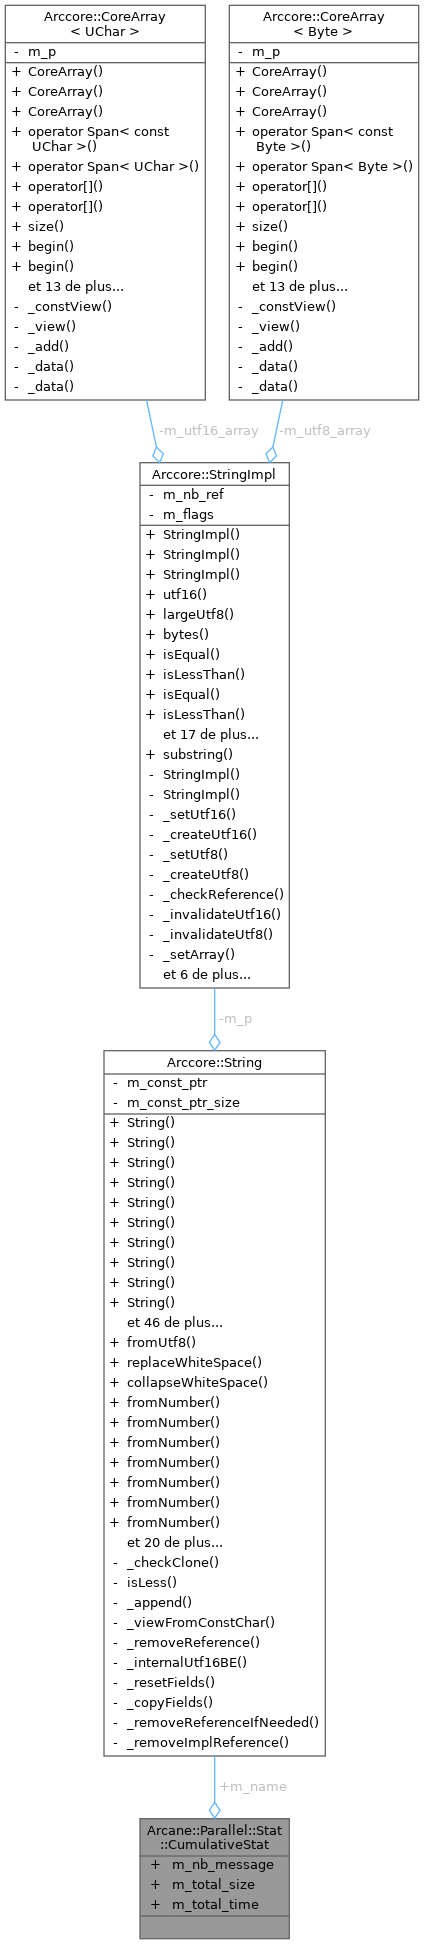 Arccore::CoreArray
< UChar >
- m_p
+ CoreArray()
+ CoreArray()
+ CoreArray()
+ operator Span< const
UChar >()
+ operator Span< UChar >()
+ operator[]()
+ operator[]()
+ size()
+ begin()
+ begin()
et 13 de plus...
- _constView()
- _view()
- _add()
- _data()
- _data()
Arccore::CoreArray
< Byte >
- m_p
+ CoreArray()
+ CoreArray()
+ CoreArray()
+ operator Span< const
Byte >()
+ operator Span< Byte >()
+ operator[]()
+ operator[]()
+ size()
+ begin()
+ begin()
et 13 de plus...
- _constView()
- _view()
- _add()
- _data()
- _data()
-m_utf16_array
-m_utf8_array
Arccore::StringImpl
- m_nb_ref
- m_flags
+ StringImpl()
+ StringImpl()
+ StringImpl()
+ utf16()
+ largeUtf8()
+ bytes()
+ isEqual()
+ isLessThan()
+ isEqual()
+ isLessThan()
et 17 de plus...
+ substring()
- StringImpl()
- StringImpl()
- _setUtf16()
- _createUtf16()
- _setUtf8()
- _createUtf8()
- _checkReference()
- _invalidateUtf16()
- _invalidateUtf8()
- _setArray()
et 6 de plus...
-m_p
Arccore::String
- m_const_ptr
- m_const_ptr_size
+ String()
+ String()
+ String()
+ String()
+ String()
+ String()
+ String()
+ String()
+ String()
+ String()
et 46 de plus...
+ fromUtf8()
+ replaceWhiteSpace()
+ collapseWhiteSpace()
+ fromNumber()
+ fromNumber()
+ fromNumber()
+ fromNumber()
+ fromNumber()
+ fromNumber()
+ fromNumber()
et 20 de plus...
- _checkClone()
- isLess()
- _append()
- _viewFromConstChar()
- _removeReference()
- _internalUtf16BE()
- _resetFields()
- _copyFields()
- _removeReferenceIfNeeded()
- _removeImplReference()
+m_name
Arcane::Parallel::Stat
::CumulativeStat
+ m_nb_message
+ m_total_size
+ m_total_time